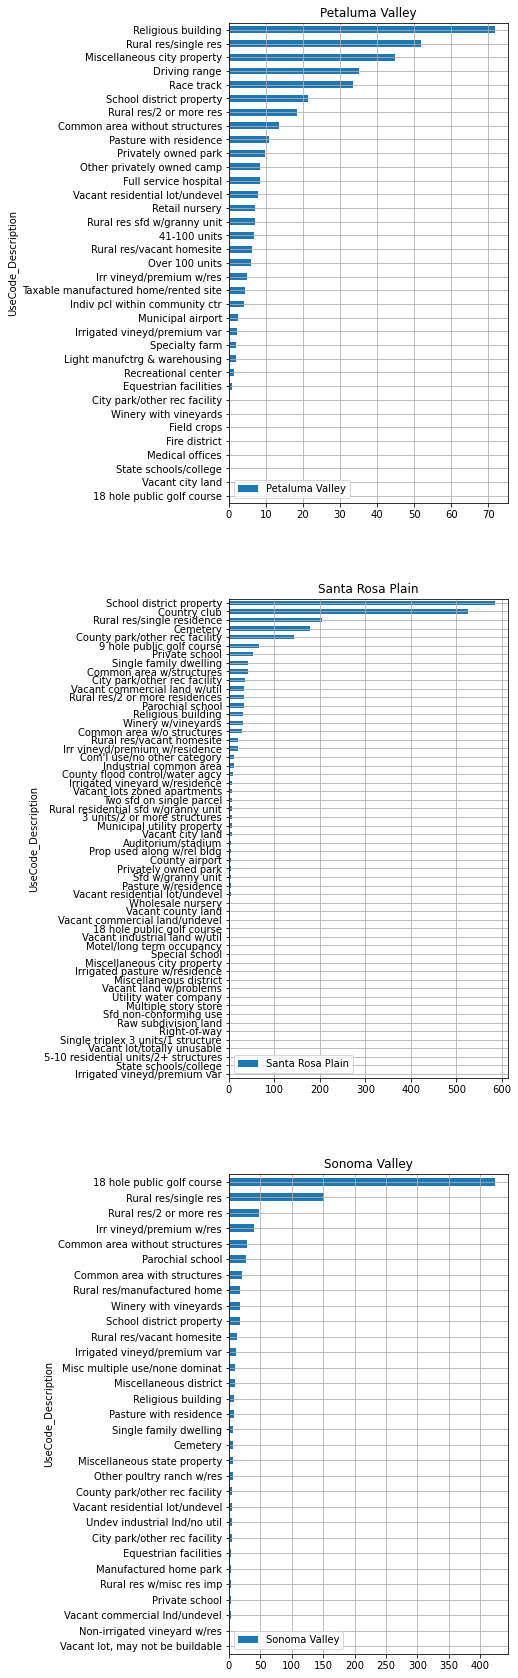 Petaluma Valley
Religious building
Rural res/single res
Miscellaneous city property
Driving range
Race track
School district property
Rural res/2 or more res
Common area without structures
Pasture with residence
Privately owned park
Other privately owned camp
Full service hospital
Vacant residential lot/undevel
Retail nursery
Rural res sfd w/granny unit
41-100 units
Rural res/vacant homesite
Over 100 units
Irr vineyd/premium w/res
Taxable manufactured home/rented site
Indiv pcl within community ctr
Municipal airport
Irrigated vineyd/premium var
Specialty farm
Light manufctrg & warehousing
Recreational center
Equestrian facilities
City park/other rec facility
Winery with vineyards
Field crops
Fire district
Medical offices
State schools/college
Vacant city land
18 hole public golf course
UseCode_Description
Petaluma Valley
0 10 20 30 40 50 60 70
Santa Rosa Plain
School district property
Country club
Rural res/single residence
Cemetery
County park/other rec facility
9 hole public golf course
Private school
Single family dwelling
Common area w/structures
City park/other rec facility
Vacant commercial land w/util
Rural res/2 or more residences
Parochial school
Religious building
Winery w/vineyards
Common area w/o structures
Rural res/vacant homesite
Irr vineyd/premium w/residence
Com'l use/no other category
Industrial common area
County flood control/water agcy
Irrigated vineyard w/residence
Vacant lots zoned apartments
Two sfd on single parcel
Rural residential sfd w/granny unit
3 units/2 or more structures
Municipal utility property
Vacant city land
Auditorium/stadium
Prop used along w/rel bldg
County airport
Privately owned park
Sfd w/granny unit
Pasture w/residence
Vacant residential lot/undevel
Wholesale nursery
Vacant county land
Vacant commercial land/undevel
18 hole public golf course
Vacant industrial land w/util
Motel/long term occupancy
Special school
Miscellaneous city property
Irrigated pasture w/residence
Miscellaneous district
Vacant land w/problems
Utility water company
Multiple story store
Sfd non-conforming use
Raw subdivision land
Right-of-way
Single triplex 3 units/1 structure
Vacant lot/totally unusable
5-10 residential units/2+ structures
State schools/college
Irrigated vineyd/premium var
UseCode_Description
Santa Rosa Plain
0 100 200 300 400 500 600
Sonoma Valley
18 hole public golf course
Rural res/single res
Rural res/2 or more res
Irr vineyd/premium w/res
Common area without structures
Parochial school
Common area with structures
Rural res/manufactured home
Winery with vineyards
School district property
Rural res/vacant homesite
Irrigated vineyd/premium var
Misc multiple use/none dominat
Miscellaneous district
Religious building
Pasture with residence
Single family dwelling
Cemetery
Miscellaneous state property
Other poultry ranch w/res
County park/other rec facility
Vacant residential lot/undevel
Undev industrial lnd/no util
City park/other rec facility
Equestrian facilities
Manufactured home park
Rural res w/misc res imp
Private school
Vacant commercial lnd/undevel
Non-irrigated vineyard w/res
Vacant lot, may not be buildable
UseCode_Description
Sonoma Valley
0 50 100 150 200 250 300 350 400